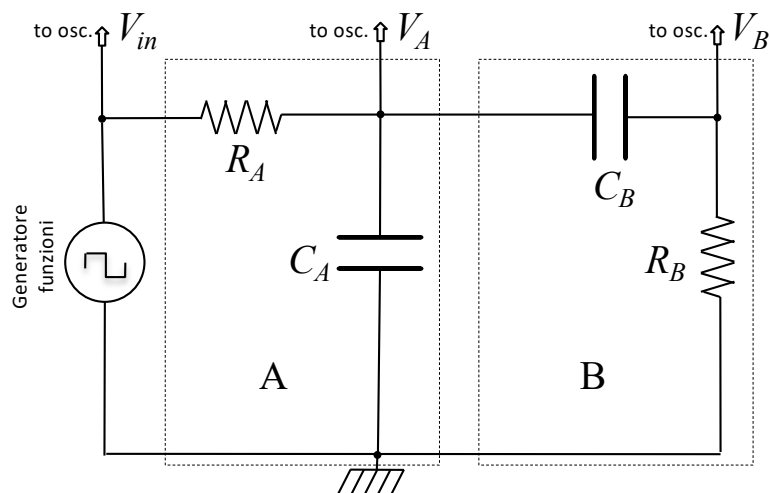 to osc. V_in
to osc. V_A
to osc. V_B
R_A
C_B
Generatore
funzioni
C_A
R_B
A
B